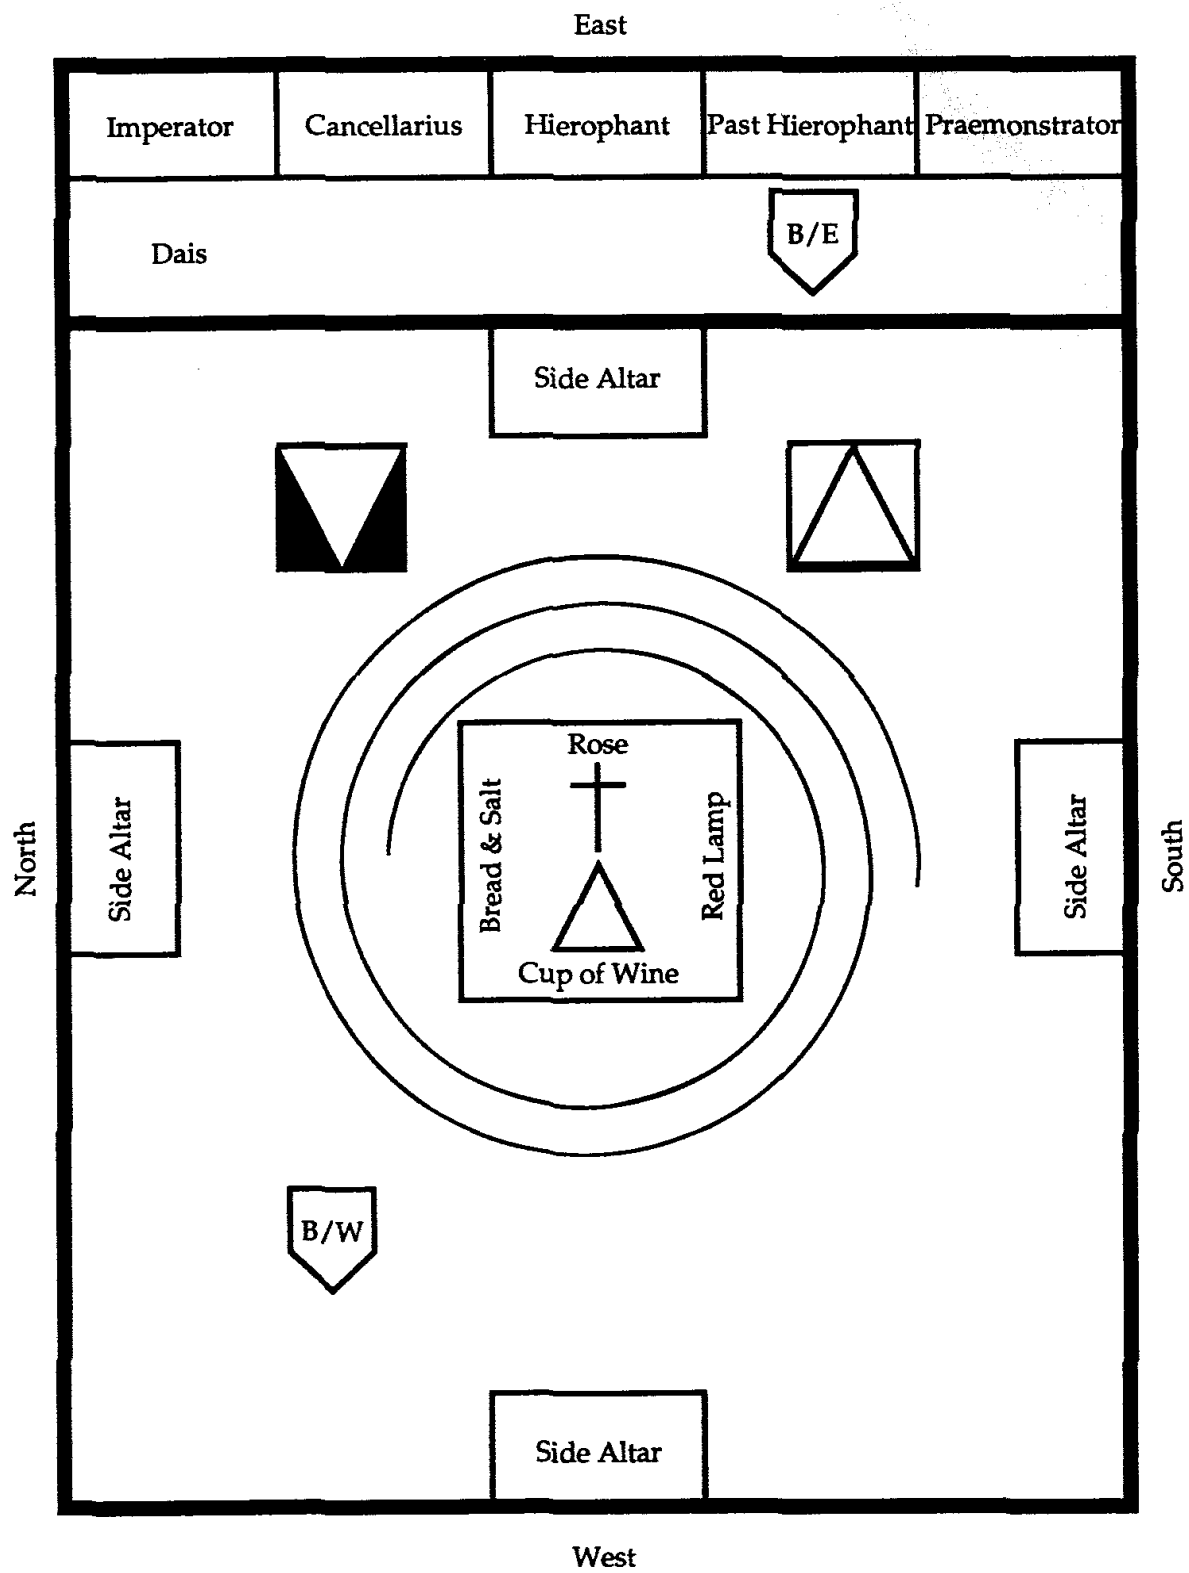 East
Imperator
Cancellarius
Hierophant
Past Hierophant
Praemonstrator
Dais
B/E
Side Altar
North
Side Altar
Rose
Bread & Salt
Red Lamp
Cup of Wine
Side Altar
South
B/W
Side Altar
West